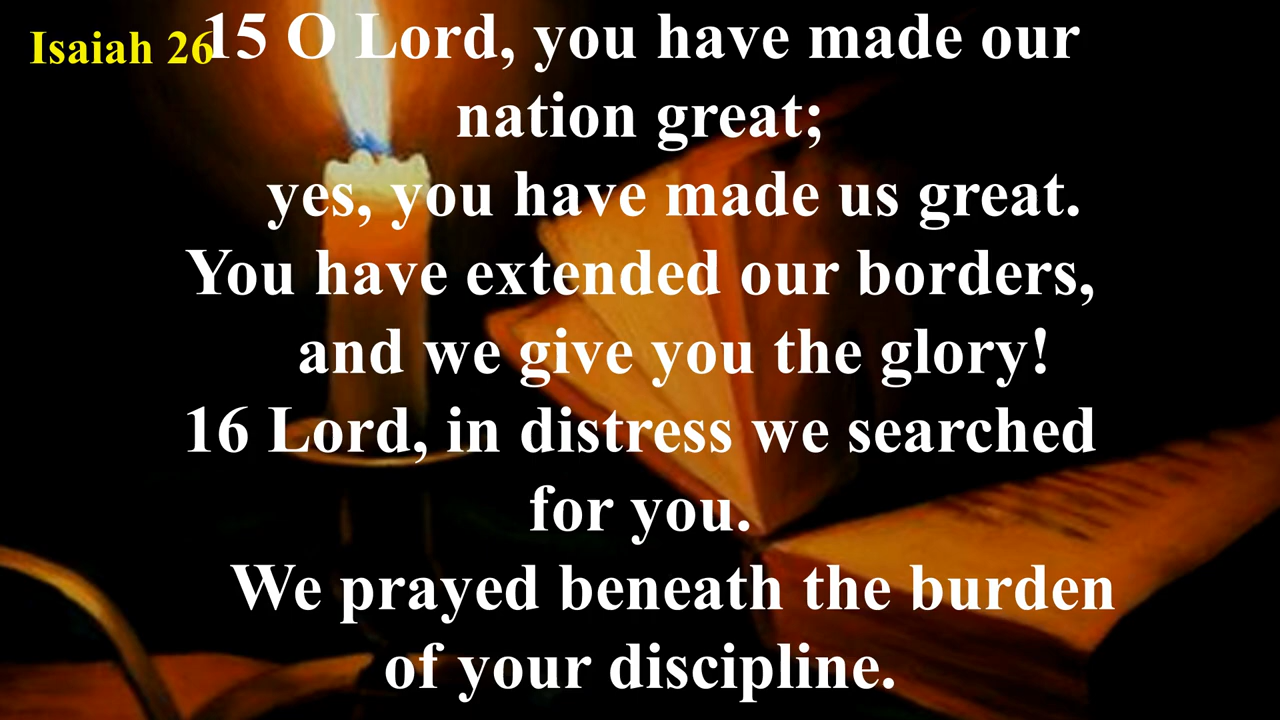 Isaiah 26
15 O Lord, you have made our
nation great;
yes, you have made us great.
You have extended our borders,
and we give you the glory!
16 Lord, in distress we searched
for you.
We prayed beneath the burden
of your discipline.